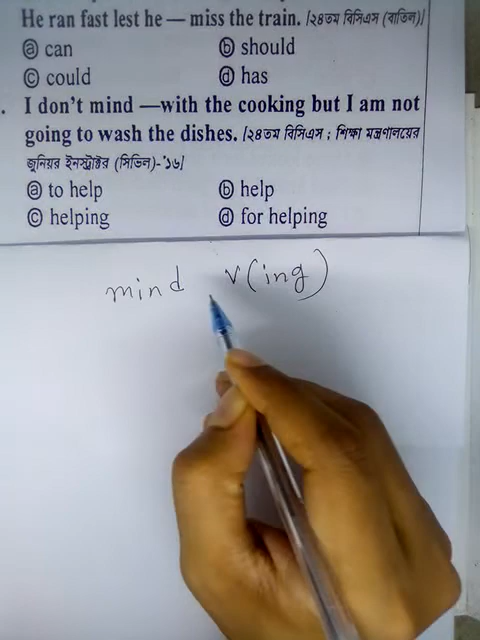 He ran fast lest he — miss the train. [২৪তম বিসিএস (বাতিল)]
ⓐ can ⓑ should
ⓒ could ⓓ has
. I don't mind —with the cooking but I am not
going to wash the dishes. [২৪তম বিসিএস ; শিক্ষা মন্ত্রণালয়ের
জুনিয়র ইনস্ট্রাক্টর (সিভিল)-'১৬]
ⓐ to help ⓑ help
ⓒ helping ⓓ for helping
mind v(ing)